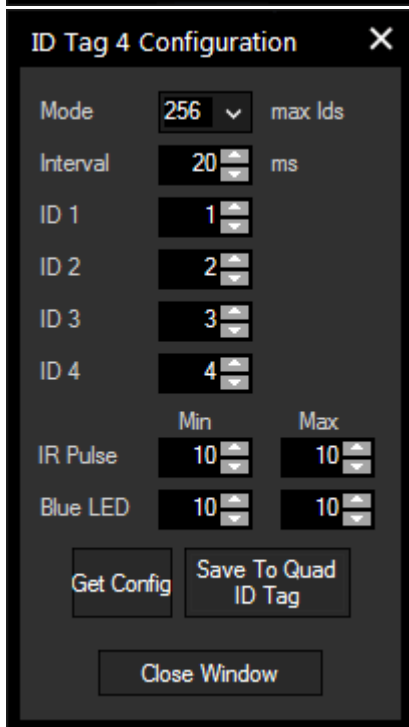 ID Tag 4 Configuration
Mode 256 max Ids
Interval 20 ms
ID 1 1
ID 2 2
ID 3 3
ID 4 4
Min Max
IR Pulse 10 10
Blue LED 10 10
Get Config
Save To Quad
ID Tag
Close Window